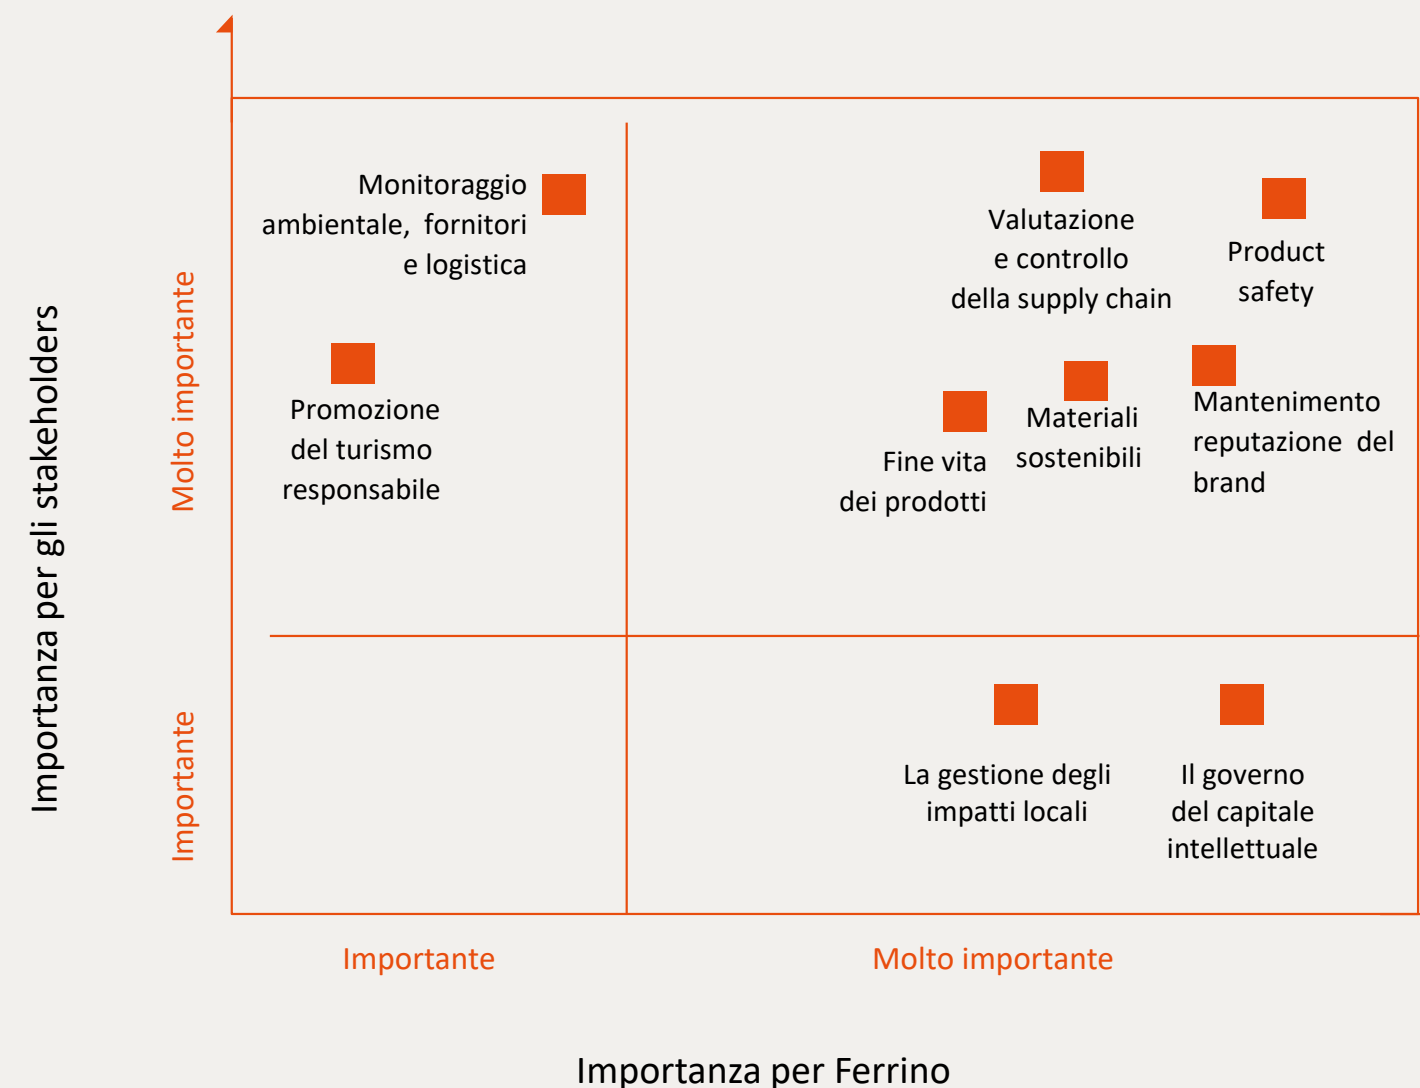 Importanza per gli stakeholders
Molto importante
Importante
Monitoraggio
ambientale, fornitori
e logistica
Promozione
del turismo
responsabile
Valutazione
e controllo
della supply chain
Product
safety
Fine vita
dei prodotti
Materiali
sostenibili
Mantenimento
reputazione del
brand
La gestione degli
impatti locali
Il governo
del capitale
intellettuale
Importante
Molto importante
Importanza per Ferrino